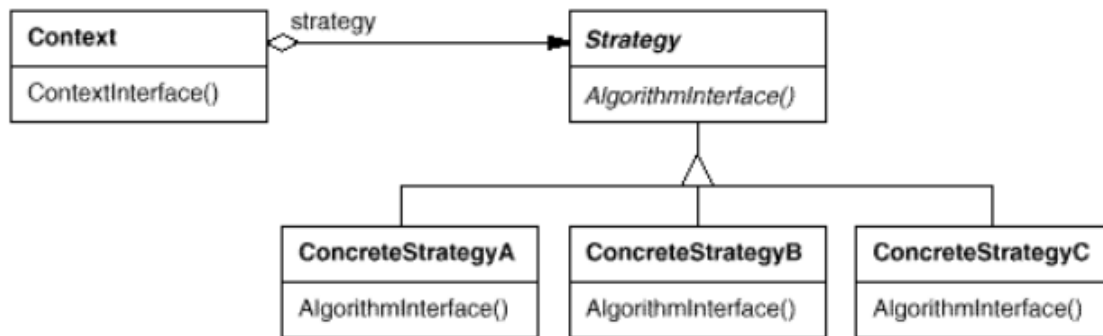 Context
ContextInterface()
strategy
Strategy
AlgorithmInterface()
ConcreteStrategyA
AlgorithmInterface()
ConcreteStrategyB
AlgorithmInterface()
ConcreteStrategyC
AlgorithmInterface()